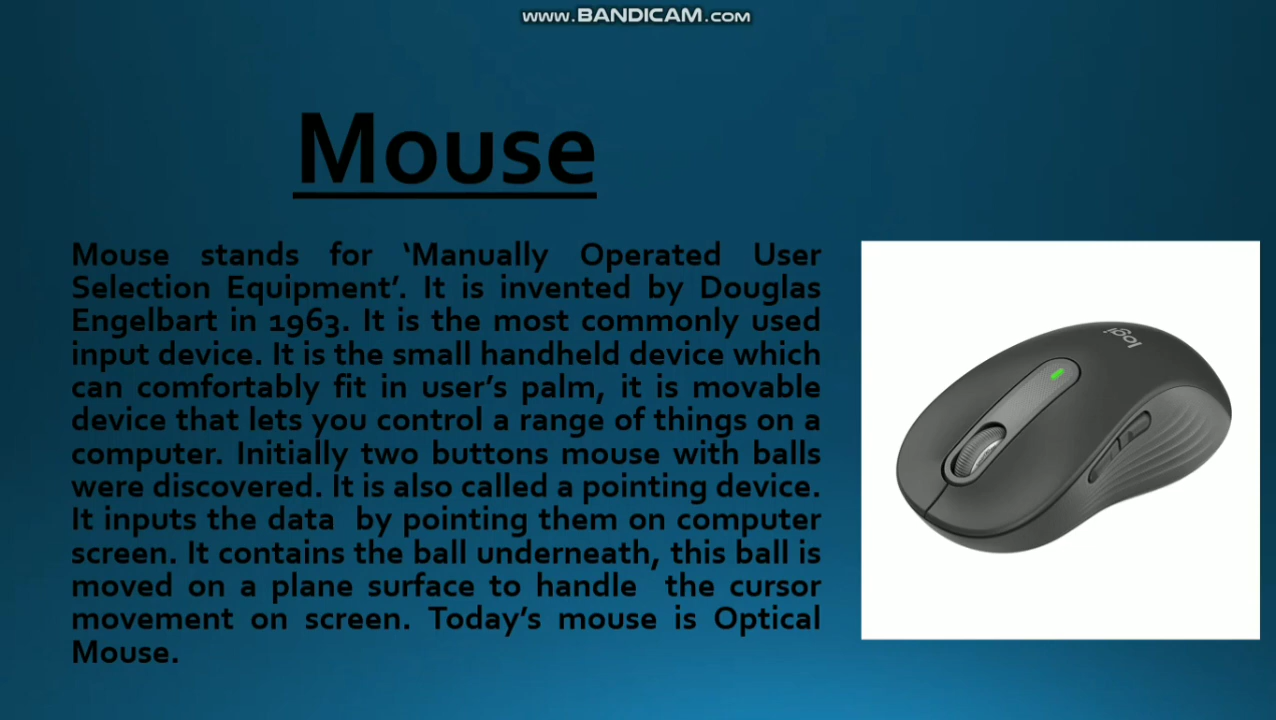 www.BANDICAM.com
Mouse
Mouse stands for ‘Manually Operated User
Selection Equipment’. It is invented by Douglas
Engelbart in 1963. It is the most commonly used
input device. It is the small handheld device which
can comfortably fit in user’s palm, it is movable
device that lets you control a range of things on a
computer. Initially two buttons mouse with balls
were discovered. It is also called a pointing device.
It inputs the data by pointing them on computer
screen. It contains the ball underneath, this ball is
moved on a plane surface to handle the cursor
movement on screen. Today’s mouse is Optical
Mouse.
logi